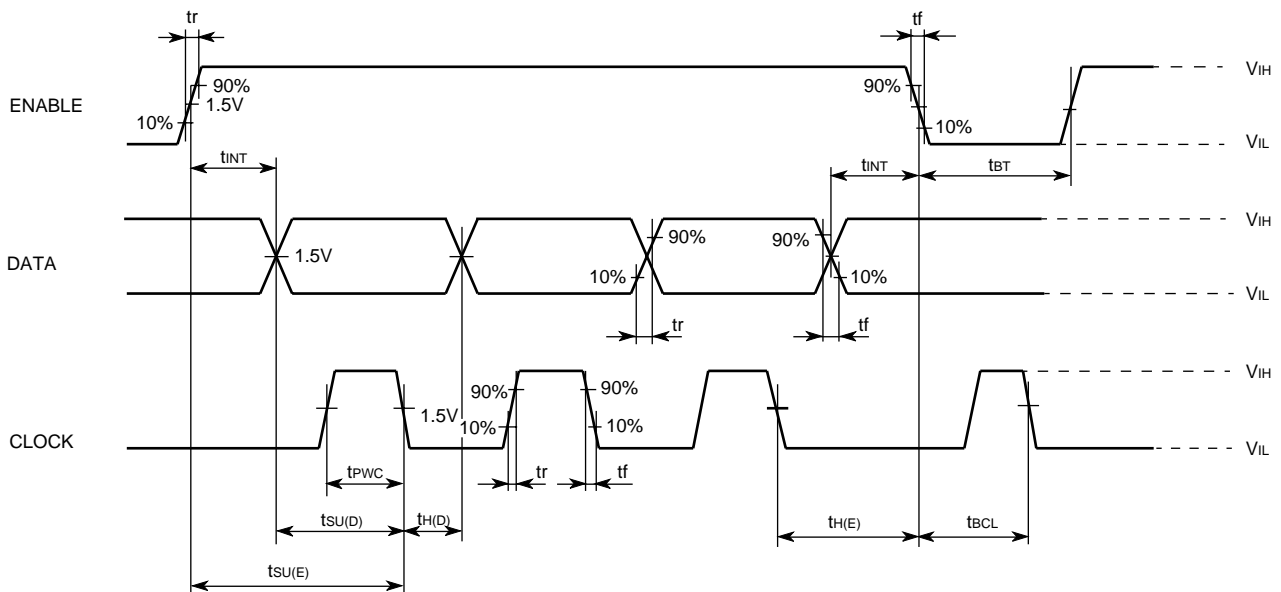 tr
tf
VIH
90%
90%
ENABLE
1.5V
10%
10%
VIL
tINT
tINT
tBT
VIH
90%
90%
DATA
1.5V
10%
10%
VIL
tr
tf
VIH
90%
90%
1.5V
10%
10%
CLOCK
VIL
tPWC
tr
tf
tSU(D)
tH(D)
tH(E)
tBCL
tSU(E)